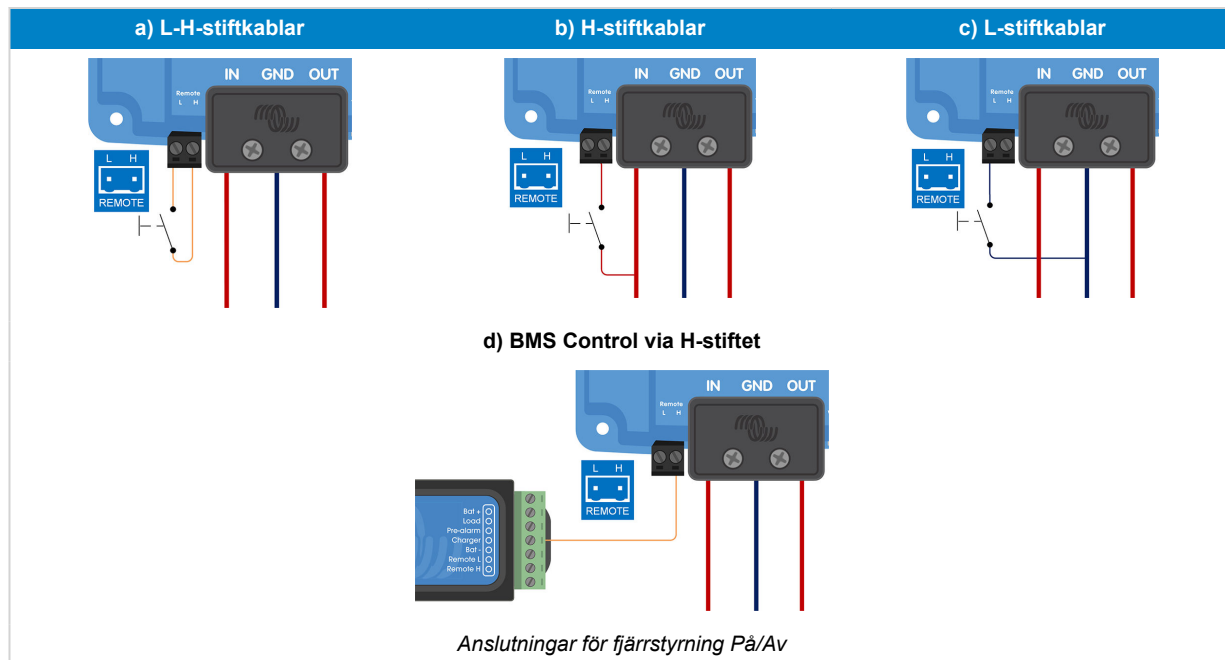 a) L-H-stiftkablar
b) H-stiftkablar
c) L-stiftkablar
IN GND OUT
Remote
L H
L H
REMOTE
IN GND OUT
Remote
L H
L H
REMOTE
IN GND OUT
Remote
L H
L H
REMOTE
d) BMS Control via H-stiftet
IN GND OUT
Remote
L H
L H
REMOTE
Bat +
Load
Pre-alarm
Charger
Bat -
Remote L
Remote H
Anslutningar för fjärrstyrning På/Av